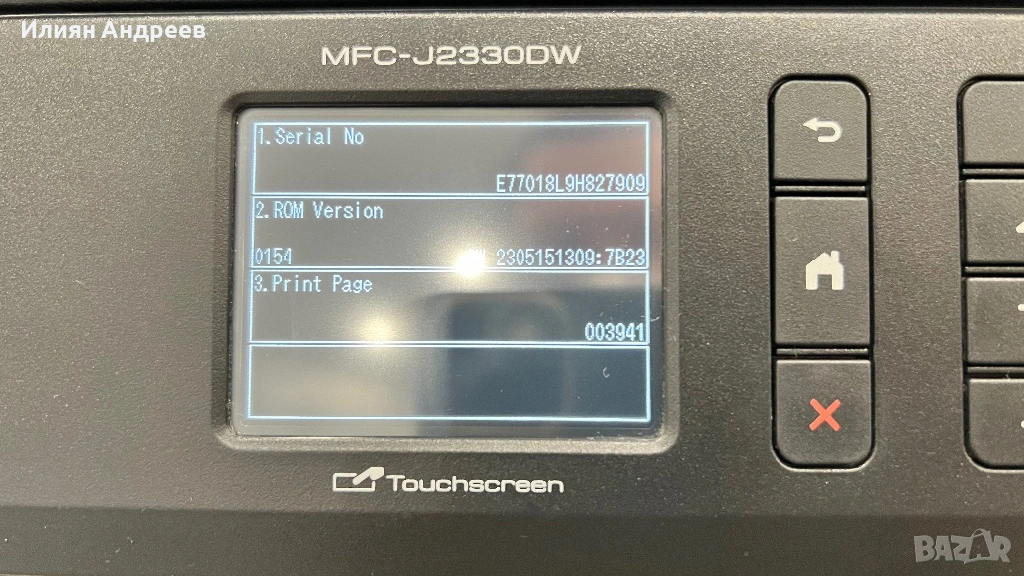 Илиян Андреев
MFC-J2330DW
1.Serial No
E77018L9H827909
2.ROM Version
0154 2305151309:7B23
3.Print Page
003941
Touchscreen
BAZAR